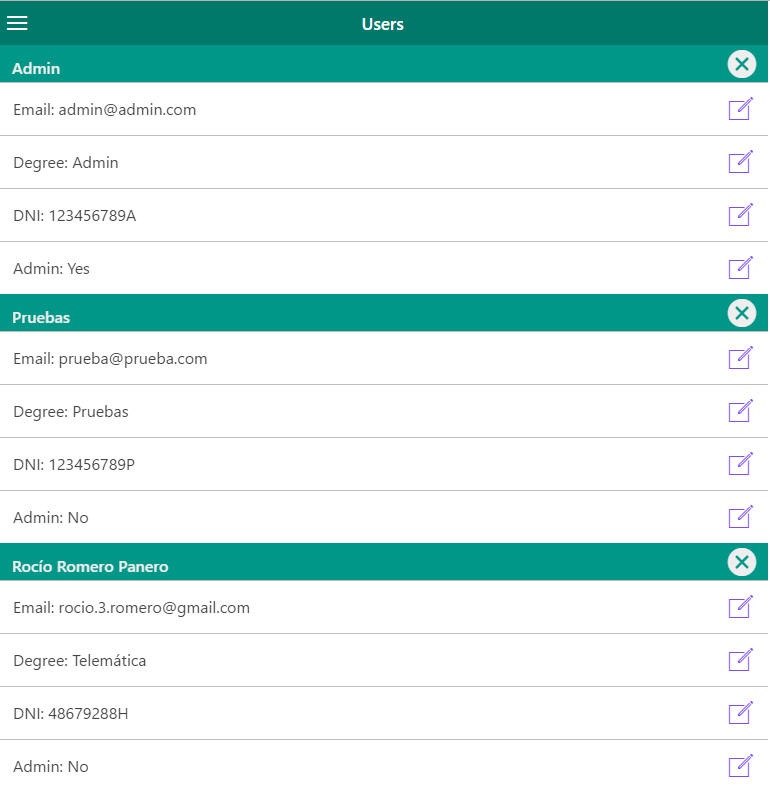 Users
Admin
Email: admin@admin.com
Degree: Admin
DNI: 123456789A
Admin: Yes
Pruebas
Email: prueba@prueba.com
Degree: Pruebas
DNI: 123456789P
Admin: No
Rocío Romero Panero
Email: rocio.3.romero@gmail.com
Degree: Telemática
DNI: 48679288H
Admin: No